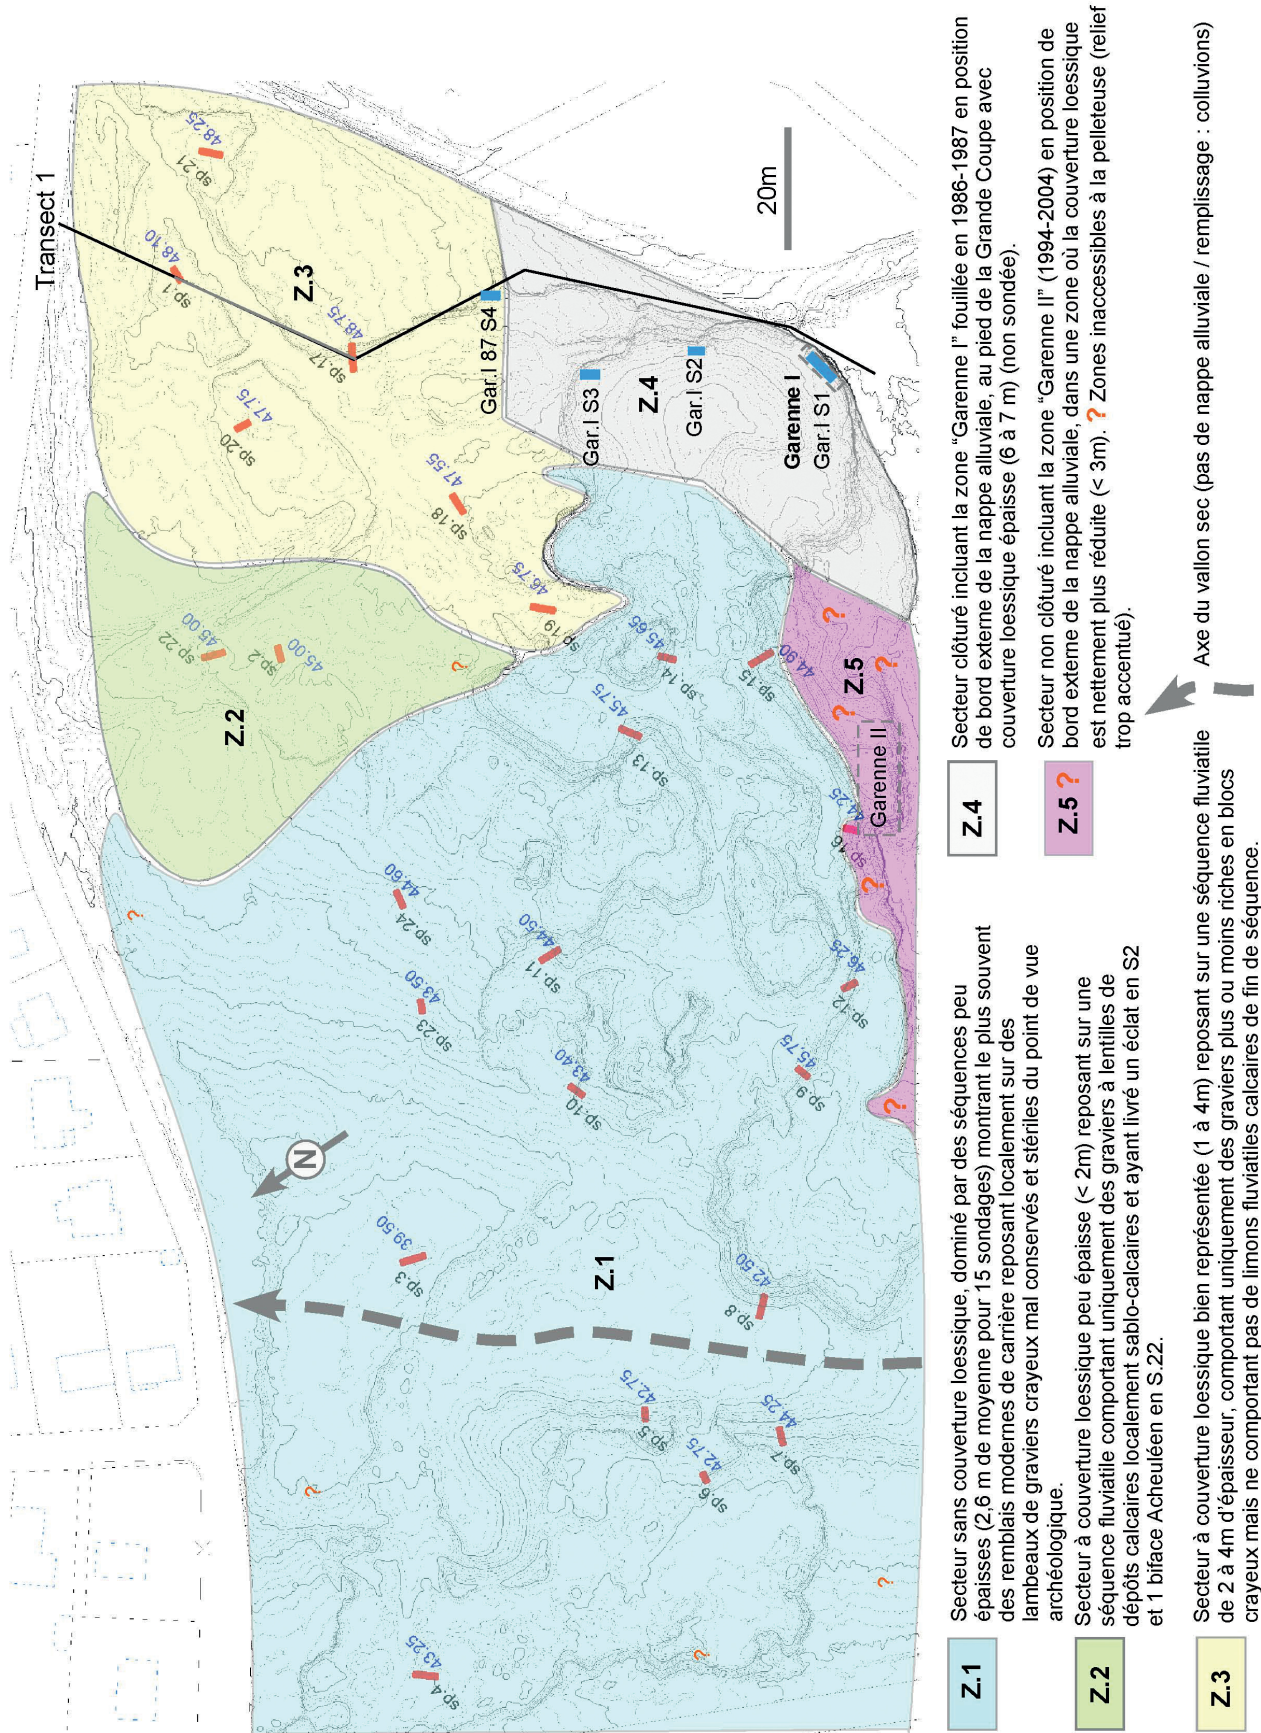 Transect 1
Z.3
sp.21
48.25
sp.1
48.10
sp.17
48.75
sp.20
47.75
sp.18
47.55
sp.19
46.75
20m
Gar.I 87 S4
Gar.I S3
Z.4
Gar.I S2
Garenne I
Gar.I S1
Z.2
sp.22
45.00
sp.2
45.00
?
sp.14
45.65
sp.13
45.75
sp.15
44.90
Z.5
?
?
?
Garenne II
sp.16
44.25
?
?
sp.24
44.60
sp.23
43.50
sp.11
44.50
sp.10
43.40
sp.12
46.25
sp.9
45.75
?
N
sp.3
39.50
Z.1
sp.8
42.50
sp.5
42.75
sp.6
42.75
sp.7
44.25
sp.4
43.25
?
?
?
?
Z.1
Secteur sans couverture loessique, dominé par des séquences peu
épaisses (2,6 m de moyenne pour 15 sondages) montrant le plus souvent
des remblais modernes de carrière reposant localement sur des
lambeaux de graviers crayeux mal conservés et stériles du point de vue
archéologique.
Z.2
Secteur à couverture loessique peu épaisse (< 2m) reposant sur une
séquence fluviatile comportant uniquement des graviers à lentilles de
dépôts calcaires localement sablo-calcaires et ayant livré un éclat en S2
et 1 biface Acheuléen en S.22.
Z.3
Secteur à couverture loessique bien représentée (1 à 4m) reposant sur une séquence fluviatile
de 2 à 4m d'épaisseur, comportant uniquement des graviers plus ou moins riches en blocs
crayeux mais ne comportant pas de limons fluviatiles calcaires de fin de séquence.
Z.4
Secteur clôturé incluant la zone "Garenne I" fouillée en 1986-1987 en position
de bord externe de la nappe alluviale, au pied de la Grande Coupe avec
couverture loessique épaisse (6 à 7 m) (non sondée).
Z.5 ?
Secteur non clôturé incluant la zone "Garenne II" (1994-2004) en position de
bord externe de la nappe alluviale, dans une zone où la couverture loessique
est nettement plus réduite (< 3m). ? Zones inaccessibles à la pelleteuse (relief
trop accentué).
Axe du vallon sec (pas de nappe alluviale / remplissage : colluvions)